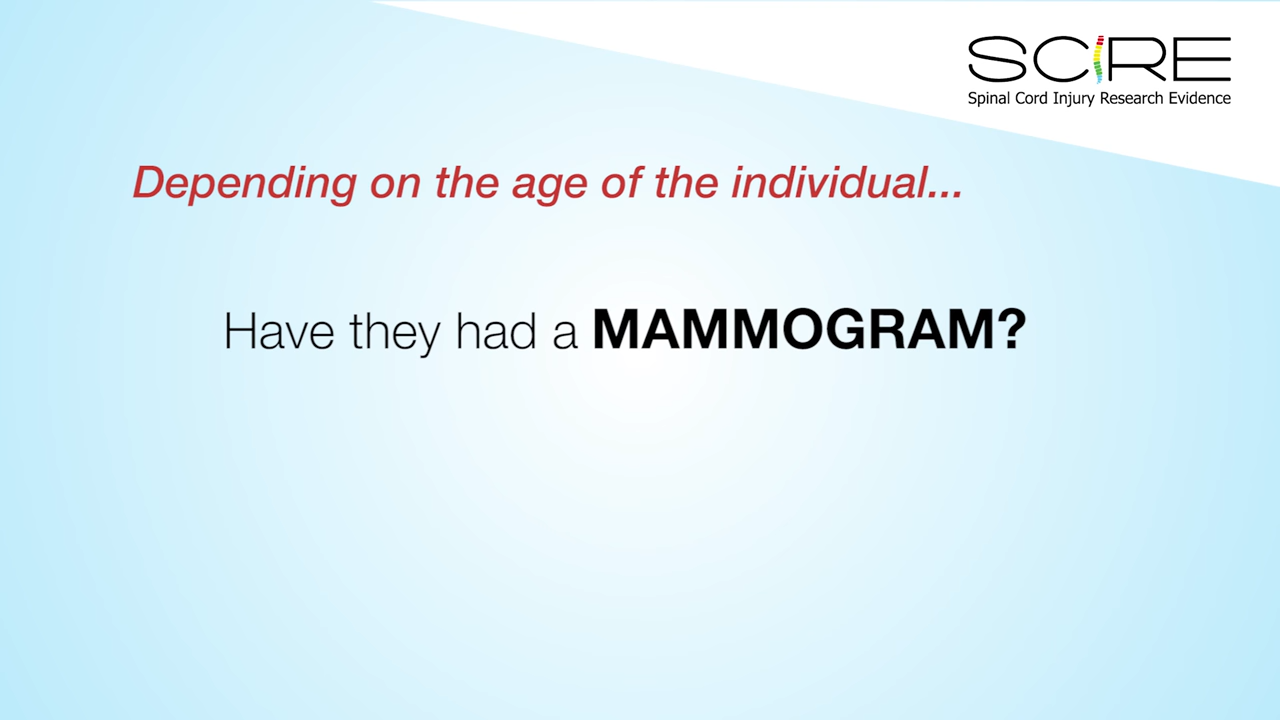 SCIRE
Spinal Cord Injury Research Evidence
Depending on the age of the individual...
Have they had a MAMMOGRAM?